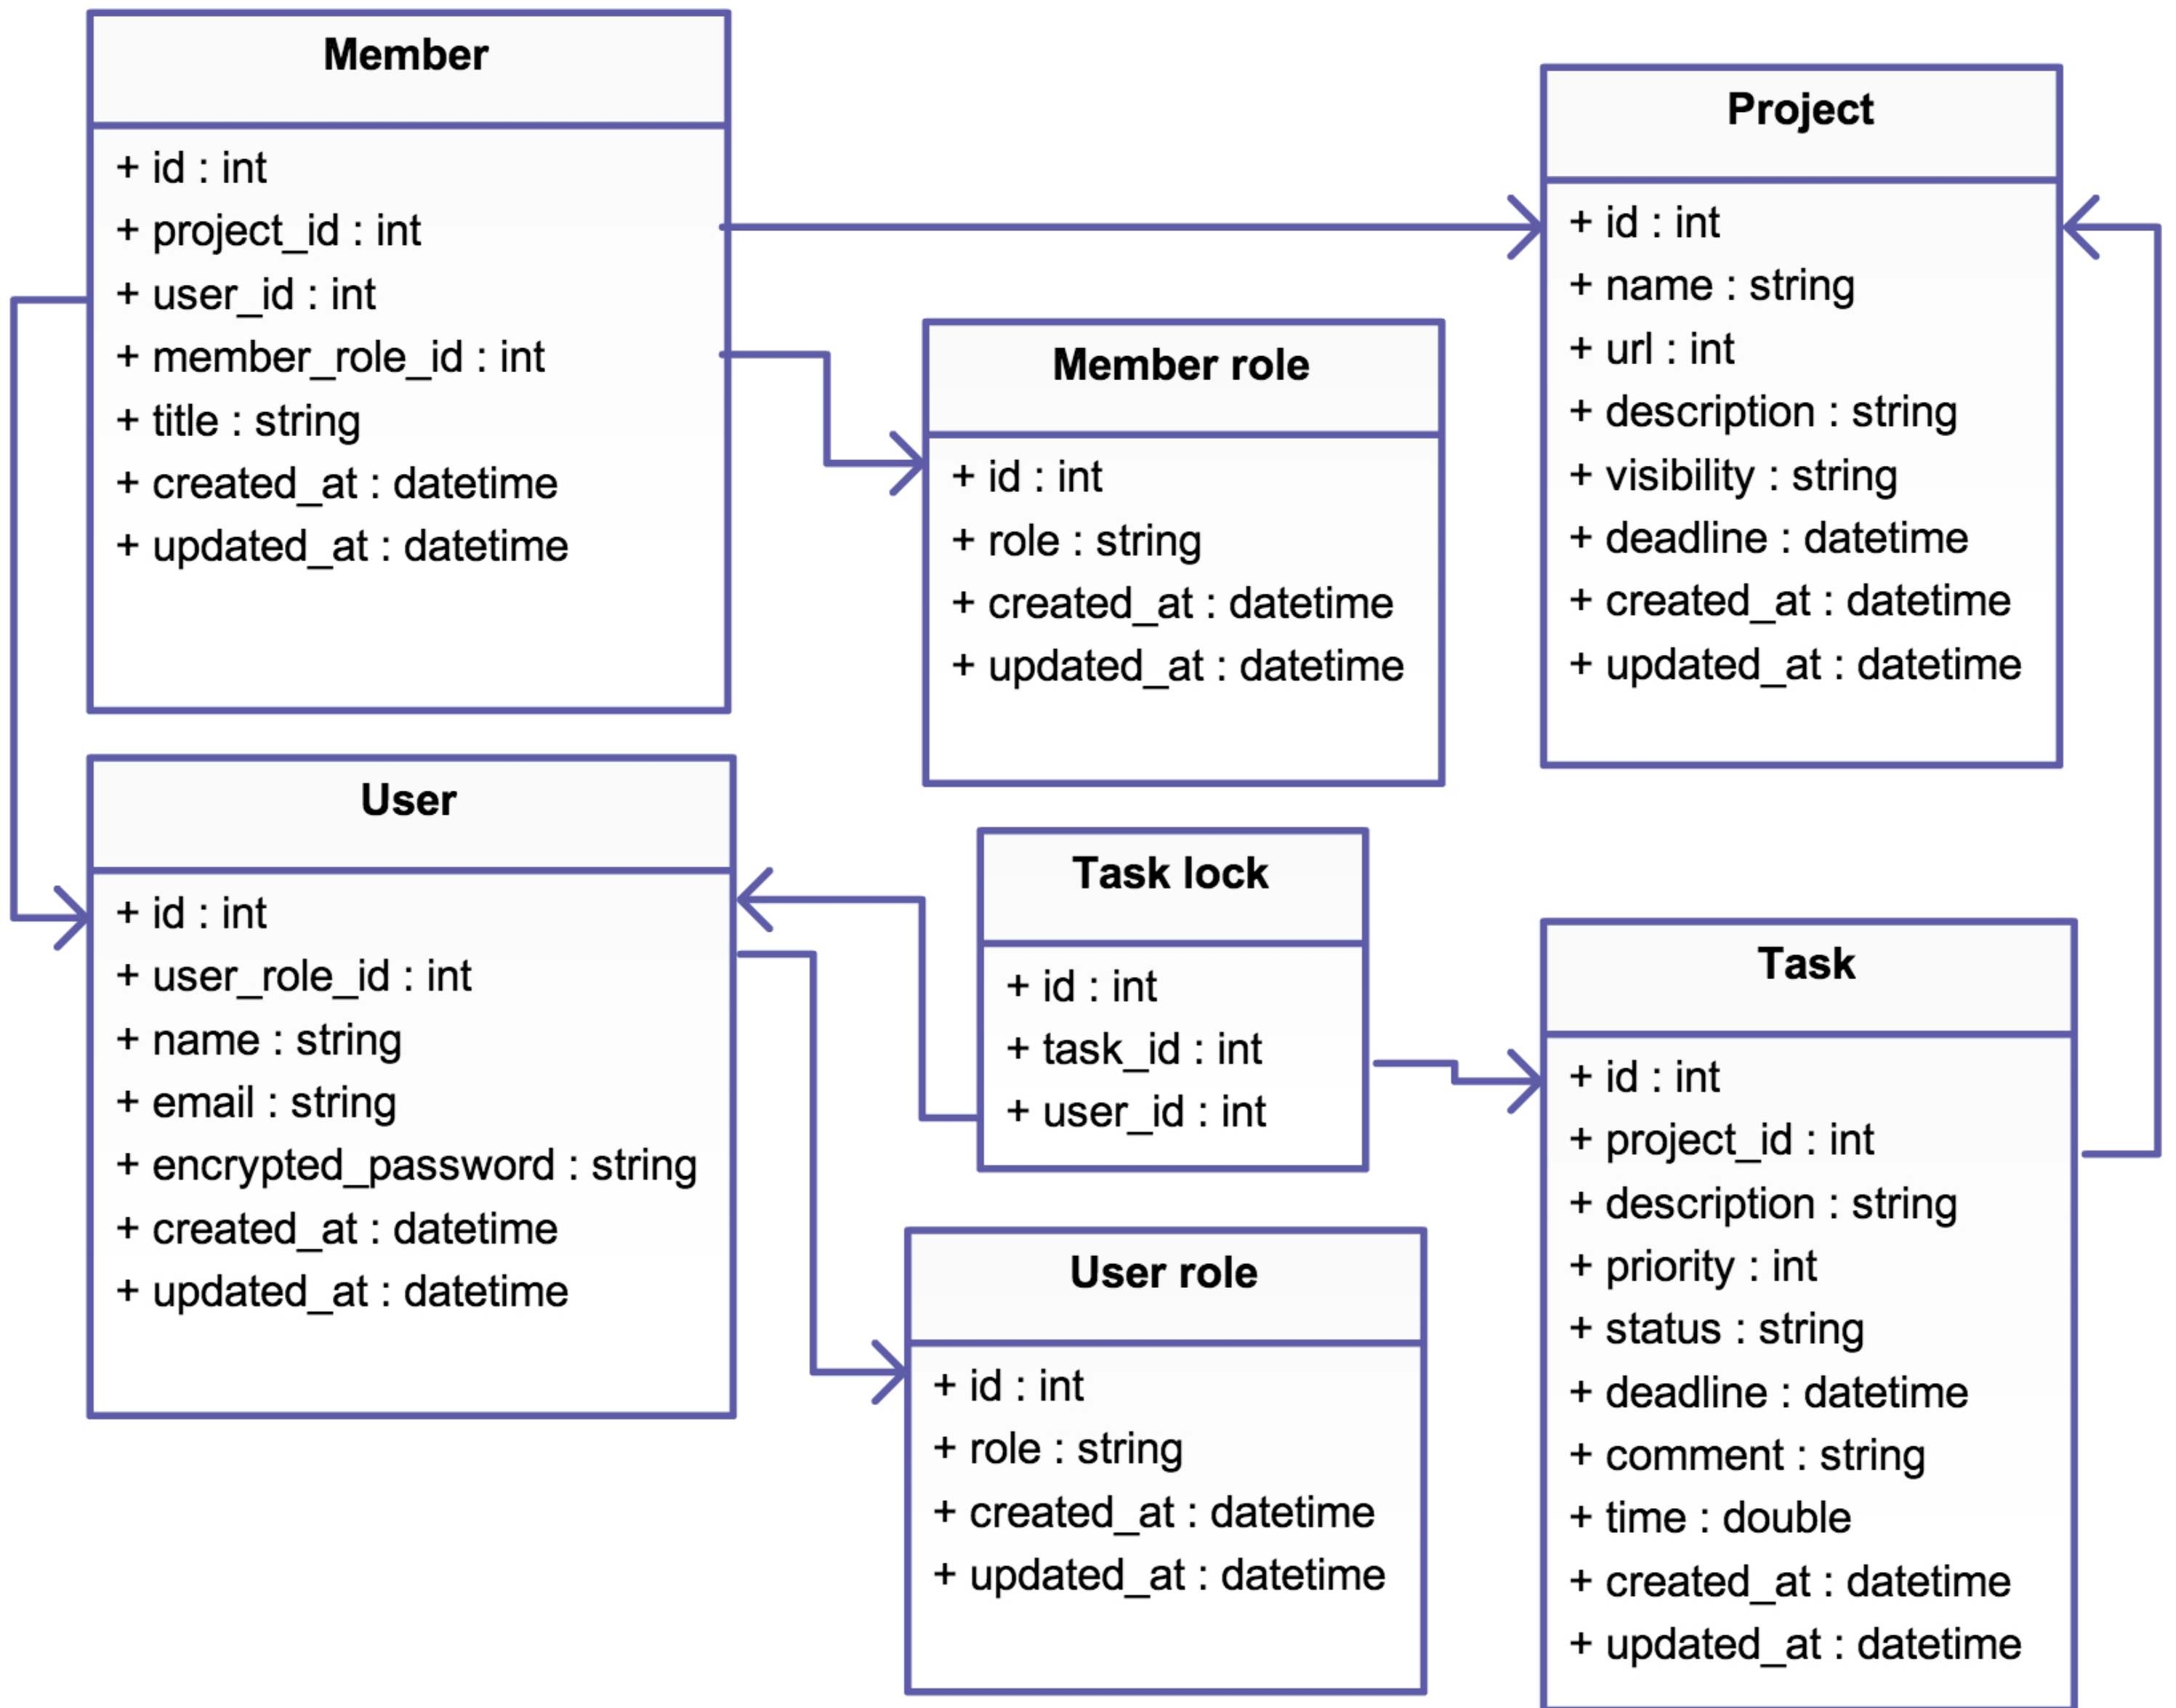 Member
+ id : int
+ project_id : int
+ user_id : int
+ member_role_id : int
+ title : string
+ created_at : datetime
+ updated_at : datetime
Project
+ id : int
+ name : string
+ url : int
+ description : string
+ visibility : string
+ deadline : datetime
+ created_at : datetime
+ updated_at : datetime
Member role
+ id : int
+ role : string
+ created_at : datetime
+ updated_at : datetime
User
+ id : int
+ user_role_id : int
+ name : string
+ email : string
+ encrypted_password : string
+ created_at : datetime
+ updated_at : datetime
Task lock
+ id : int
+ task_id : int
+ user_id : int
Task
+ id : int
+ project_id : int
+ description : string
+ priority : int
+ status : string
+ deadline : datetime
+ comment : string
+ time : double
+ created_at : datetime
+ updated_at : datetime
User role
+ id : int
+ role : string
+ created_at : datetime
+ updated_at : datetime